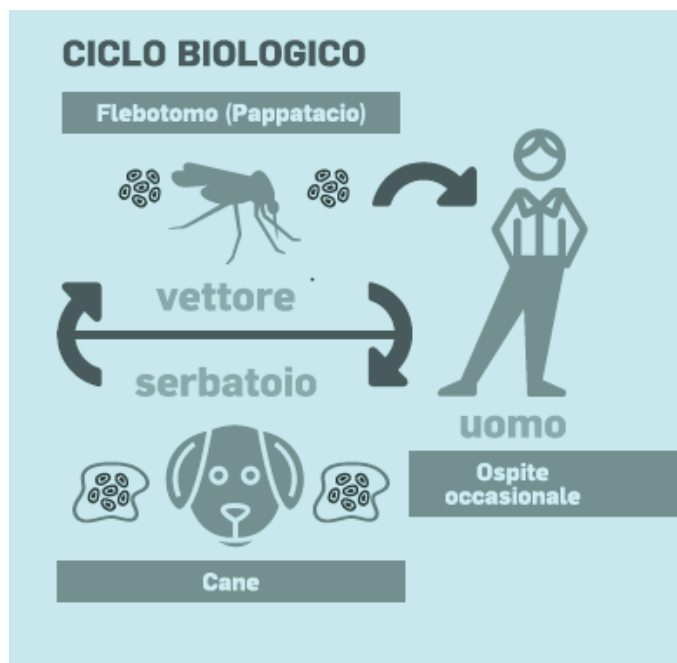 CICLO BIOLOGICO
Flebotomo (Pappatacio)
vettore
serbatoio
uomo
Ospite
occasionale
Cane